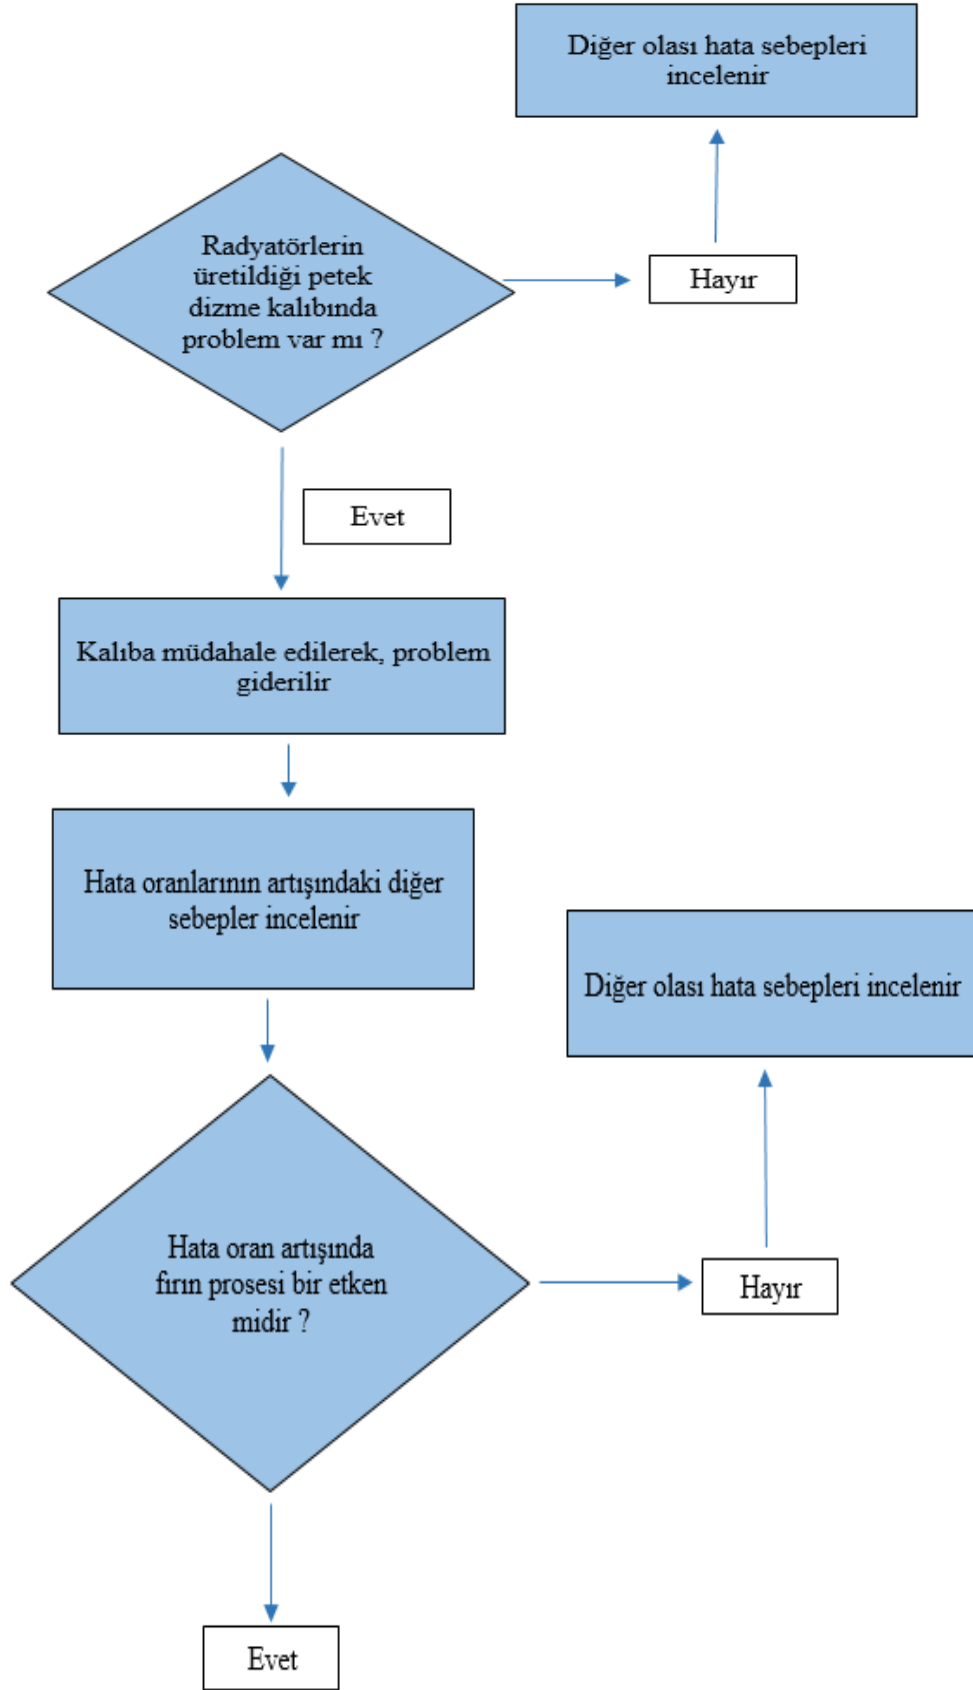 Diğer olası hata sebepleri
incelenir
Radyatörlerin
üretildiği petek
dizme kalıbında
problem var mı ?
Hayır
Evet
Kalıba müdahale edilerek, problem
giderilir
Hata oranlarının artışındaki diğer
sebepler incelenir
Diğer olası hata sebepleri incelenir
Hata oran artışında
fırın prosesi bir etken
midir ?
Hayır
Evet